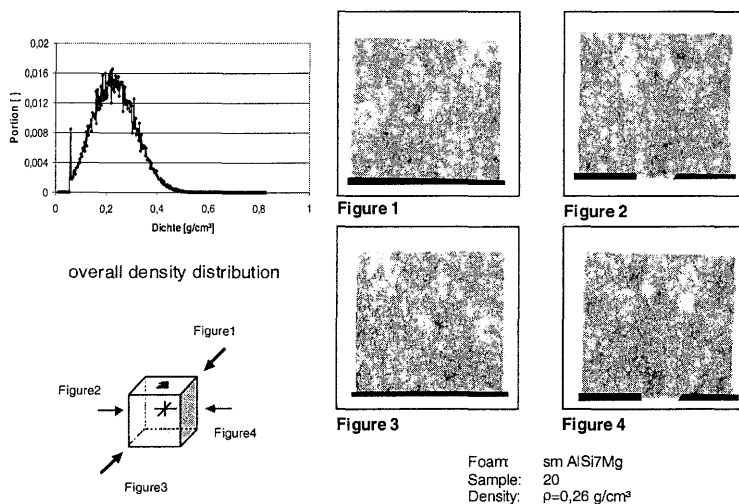 0,02
0,016
0,012
0,008
0,004
0
Portion [ ]
0 0,2 0,4 0,6 0,8 1
Dichte [g/cm³]
overall density distribution
Figure 1
Figure 2
Figure 3
Figure 4
Figure1
Figure2
Figure4
Figure3
Foam: sm AlSi7Mg
Sample: 20
Density: ρ=0,26 g/cm³